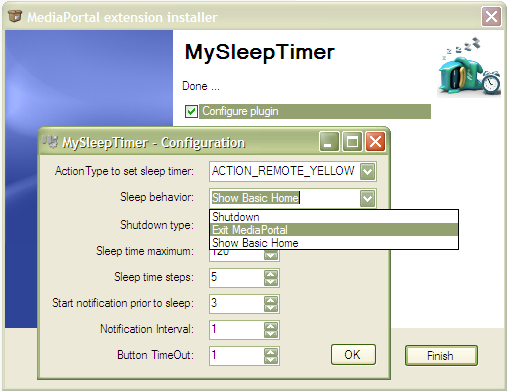 MediaPortal extension installer
MySleepTimer
Done ...
Configure plugin
MySleepTimer - Configuration
ActionType to set sleep timer: ACTION_REMOTE_YELLOW
Sleep behavior: Show Basic Home
Shutdown
Shutdown type: Exit MediaPortal
Show Basic Home
Sleep time maximum: 120
Sleep time steps: 5
Start notification prior to sleep: 3
Notification Interval: 1
Button TimeOut: 1
OK
Finish